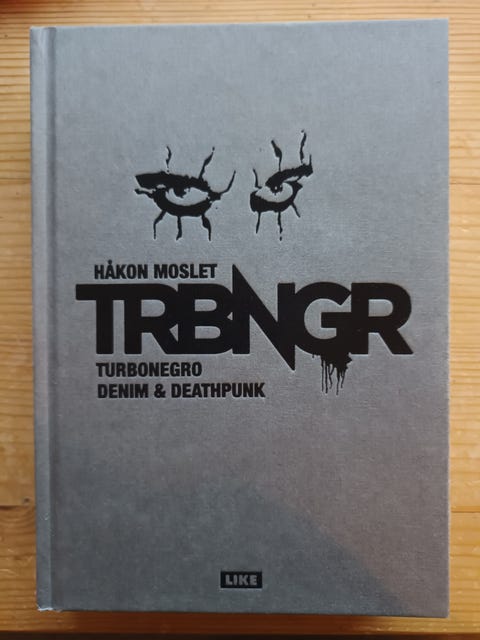 HÅKON MOSLET
TRBNGR
TURBONEGRO
DENIM & DEATHPUNK
LIKE